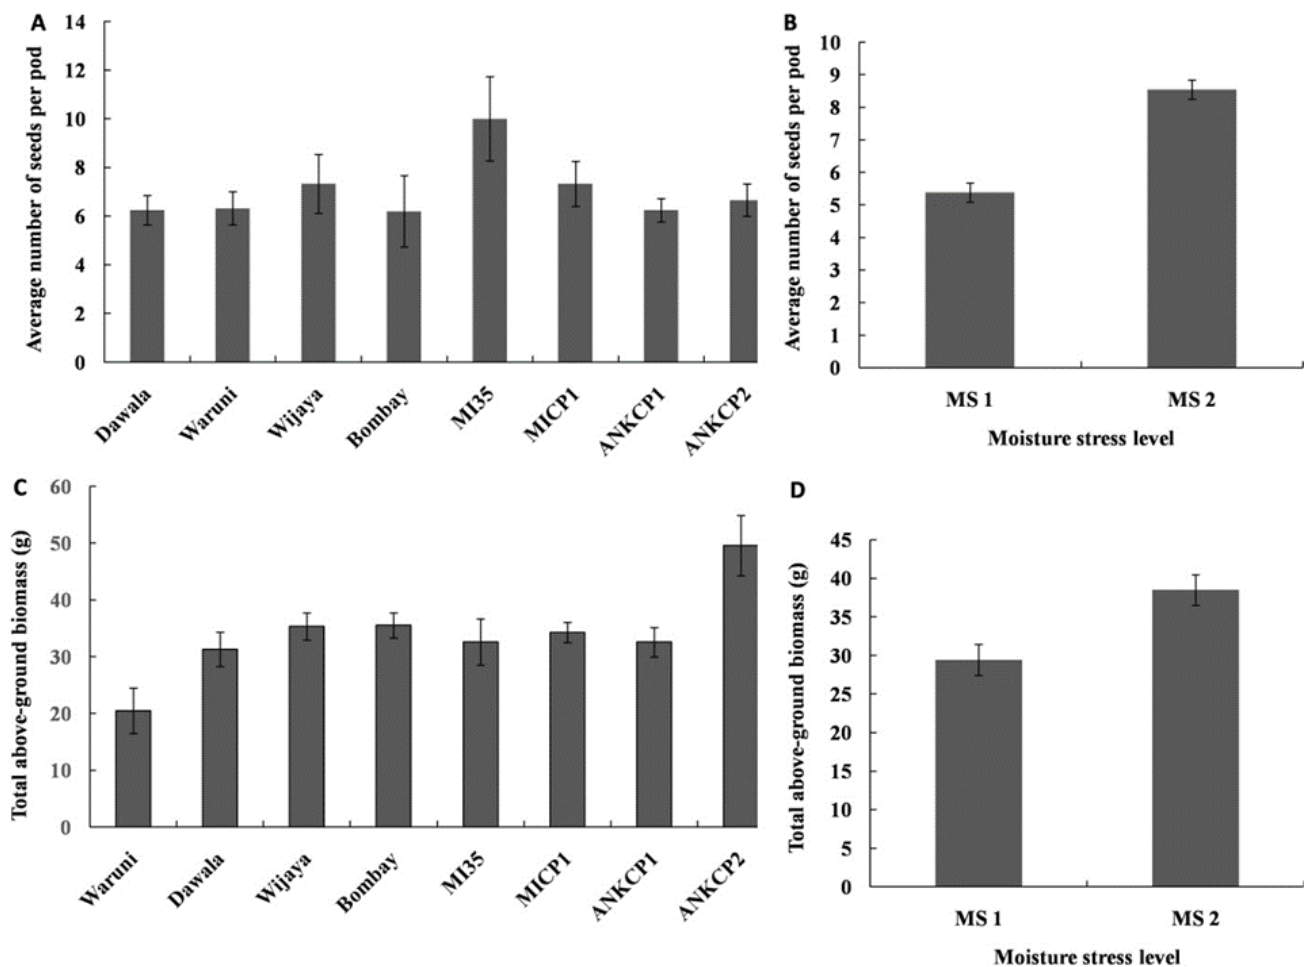 A
Average number of seeds per pod
14
12
10
8
6
4
2
0
Dawala
Waruni
Wijaya
Bombay
MI35
MICP1
ANKCP1
ANKCP2
B
Average number of seeds per pod
10
9
8
7
6
5
4
3
2
1
0
MS 1
MS 2
Moisture stress level
C
Total above-ground biomass (g)
60
50
40
30
20
10
0
Waruni
Dawala
Wijaya
Bombay
MI35
MICP1
ANKCP1
ANKCP2
D
Total above-ground biomass (g)
45
40
35
30
25
20
15
10
5
0
MS 1
MS 2
Moisture stress level